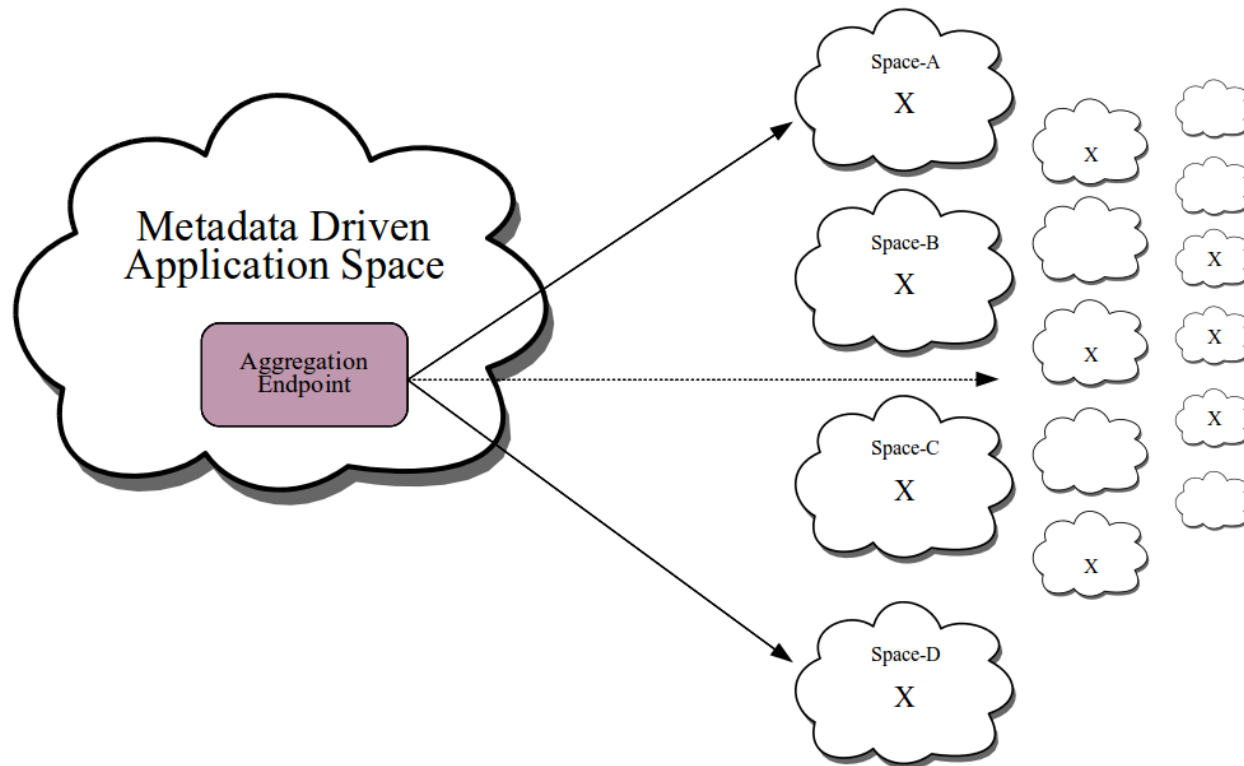 Metadata Driven
Application Space
Aggregation
Endpoint
Space-A
X
Space-B
X
Space-C
X
Space-D
X
X
X
X
X
X
X